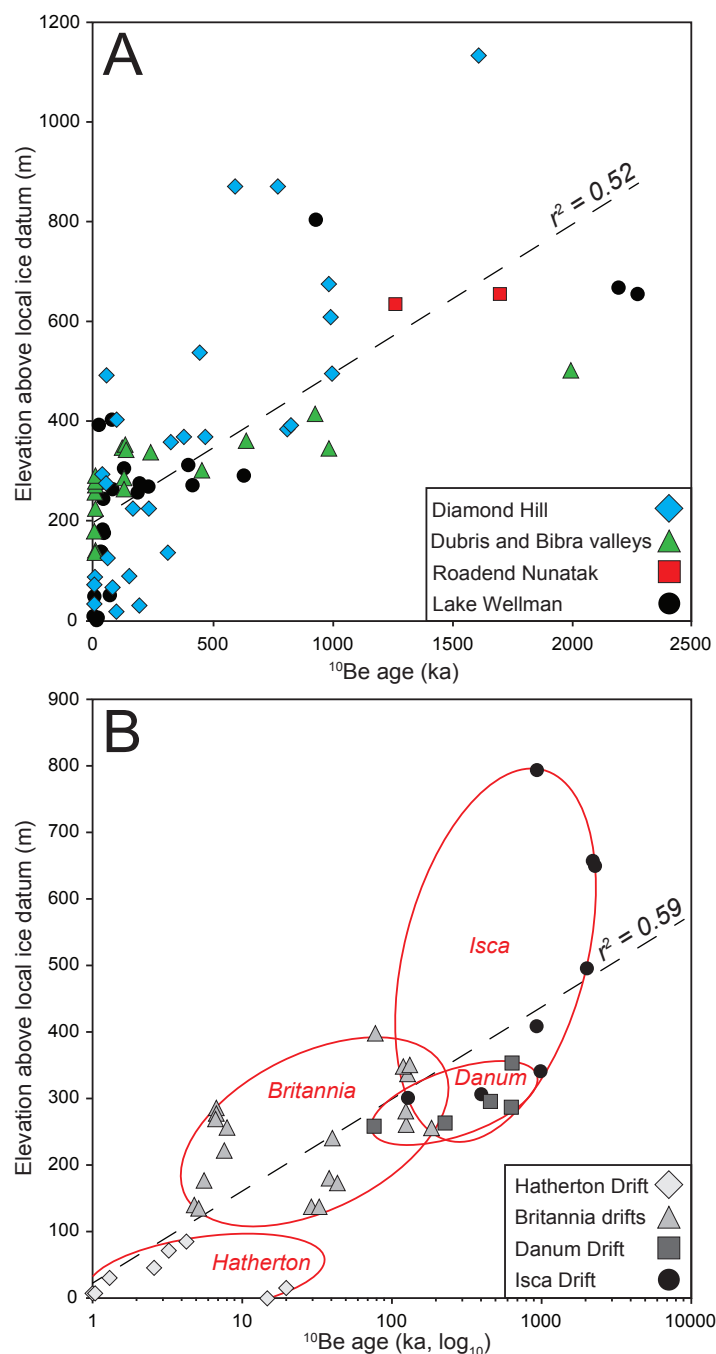 A
Elevation above local ice datum (m)
1200
1000
800
600
400
200
0
r² = 0.52
Diamond Hill
Dubris and Bibra valleys
Roadend Nunatak
Lake Wellman
0 500 1000 1500 2000 2500
¹⁰Be age (ka)
B
Elevation above local ice datum (m)
900
800
700
600
500
400
300
200
100
0
Isca
r² = 0.59
Britannia
Danum
Hatherton
Hatherton Drift
Britannia drifts
Danum Drift
Isca Drift
1 10 100 1000 10000
¹⁰Be age (ka, log₁₀)